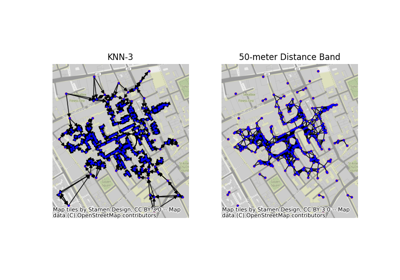 KNN-3
50-meter Distance Band
Map tiles by Stamen Design, CC BY 3.0 -- Map
data (C) OpenStreetMap contributors
Map tiles by Stamen Design, CC BY 3.0 -- Map
data (C) OpenStreetMap contributors